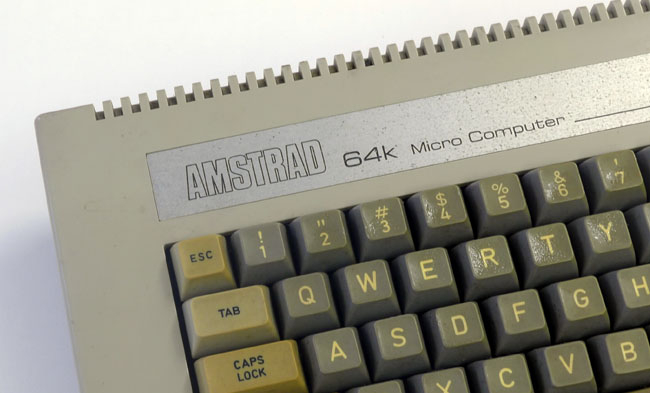 AMSTRAD 64k Micro Computer
ESC ! 1 " 2 # 3 $ 4 % 5 & 6 ' 7
TAB Q W E R T Y
CAPS LOCK A S D F G H
X C V B